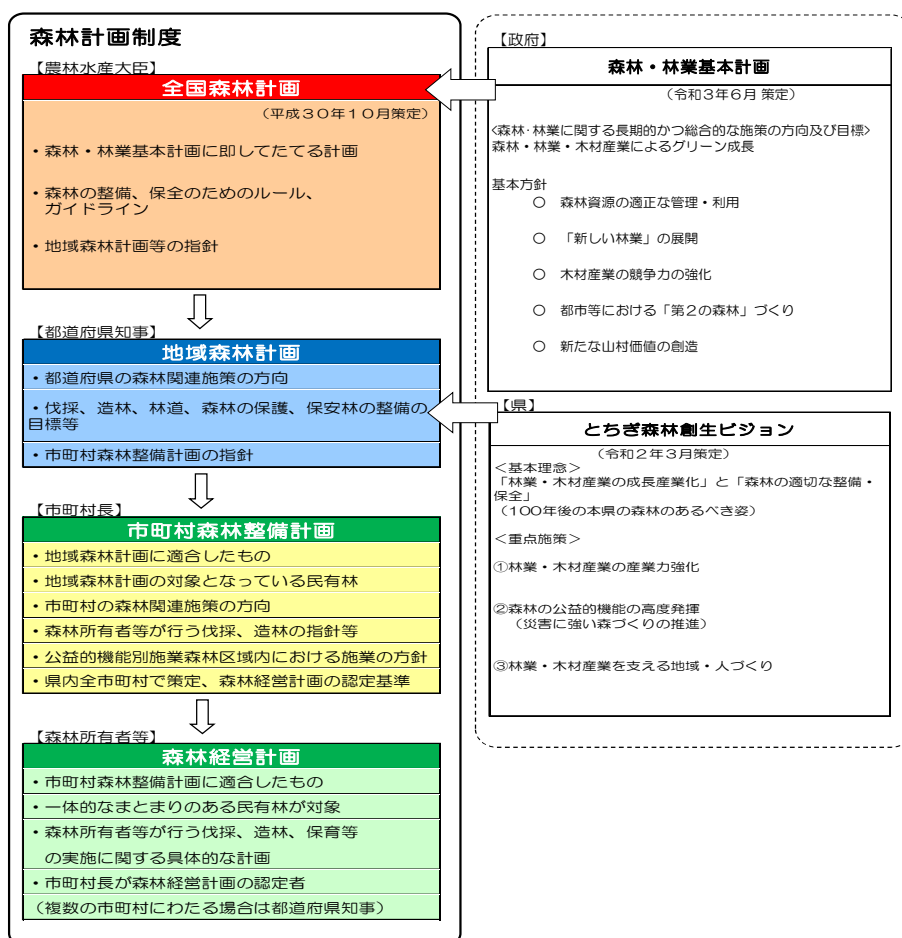 森林計画制度
【農林水産大臣】
全国森林計画
（平成３０年１０月策定）
・森林・林業基本計画に即してたてる計画
・森林の整備、保全のためのルール、
ガイドライン
・地域森林計画等の指針
【都道府県知事】
地域森林計画
・都道府県の森林関連施策の方向
・伐採、造林、林道、森林の保護、保安林の整備の
目標等
・市町村森林整備計画の指針
【市町村長】
市町村森林整備計画
・地域森林計画に適合したもの
・地域森林計画の対象となっている民有林
・市町村の森林関連施策の方向
・森林所有者等が行う伐採、造林の指針等
・公益的機能別施業森林区域内における施業の方針
・県内全市町村で策定、森林経営計画の認定基準
【森林所有者等】
森林経営計画
・市町村森林整備計画に適合したもの
・一体的なまとまりのある民有林が対象
・森林所有者等が行う伐採、造林、保育等
の実施に関する具体的な計画
・市町村長が森林経営計画の認定者
（複数の市町村にわたる場合は都道府県知事）
【政府】
森林・林業基本計画
（令和３年６月 策定）
<森林･林業に関する長期的かつ総合的な施策の方向及び目標>
森林・林業・木材産業によるグリーン成長
基本方針
○ 森林資源の適正な管理・利用
○ 「新しい林業」の展開
○ 木材産業の競争力の強化
○ 都市等における「第２の森林」づくり
○ 新たな山村価値の創造
【県】
とちぎ森林創生ビジョン
（令和２年３月策定）
＜基本理念＞
「林業・木材産業の成長産業化」と「森林の適切な整備・
保全」
（１００年後の本県の森林のあるべき姿）
＜重点施策＞
①林業・木材産業の産業力強化
②森林の公益的機能の高度発揮
（災害に強い森づくりの推進）
③林業・木材産業を支える地域・人づくり